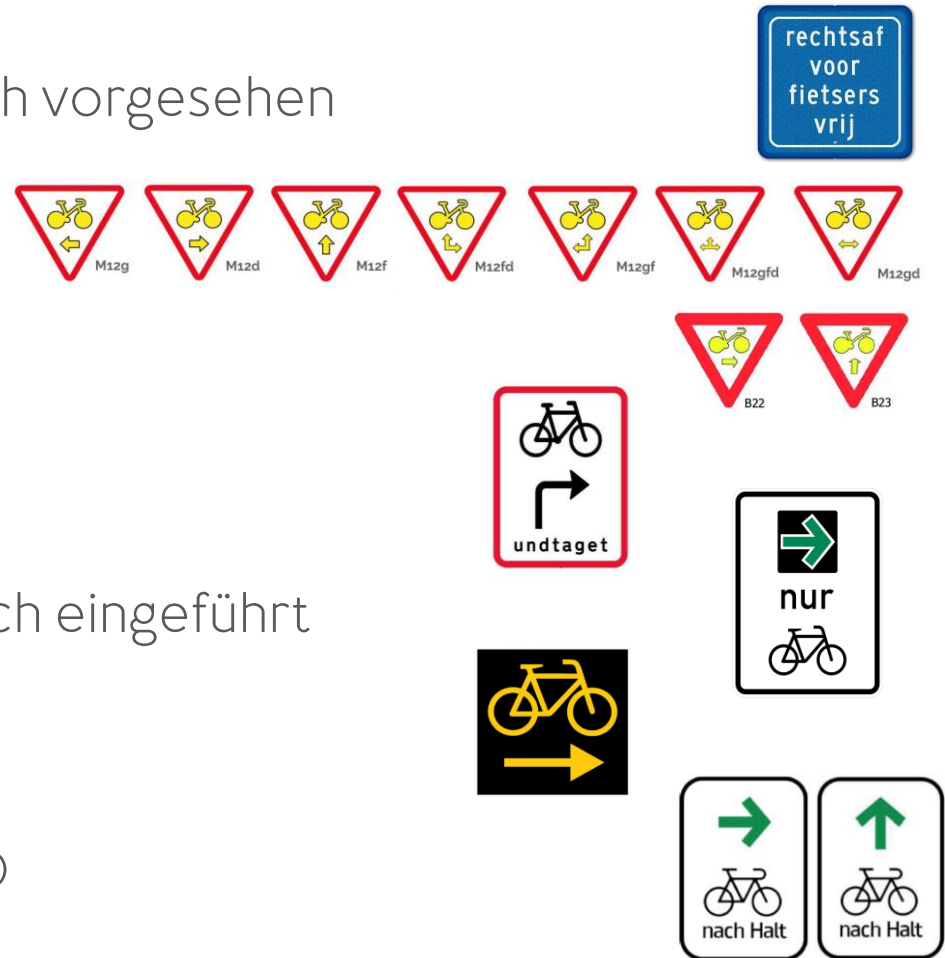 rechtsaf
voor
fietsers
vrij
h vorgesehen
M12g
M12d
M12f
M12fd
M12gf
M12gfd
M12gd
B22
B23
undtaget
nur
ch eingeführt
)
nach Halt
nach Halt